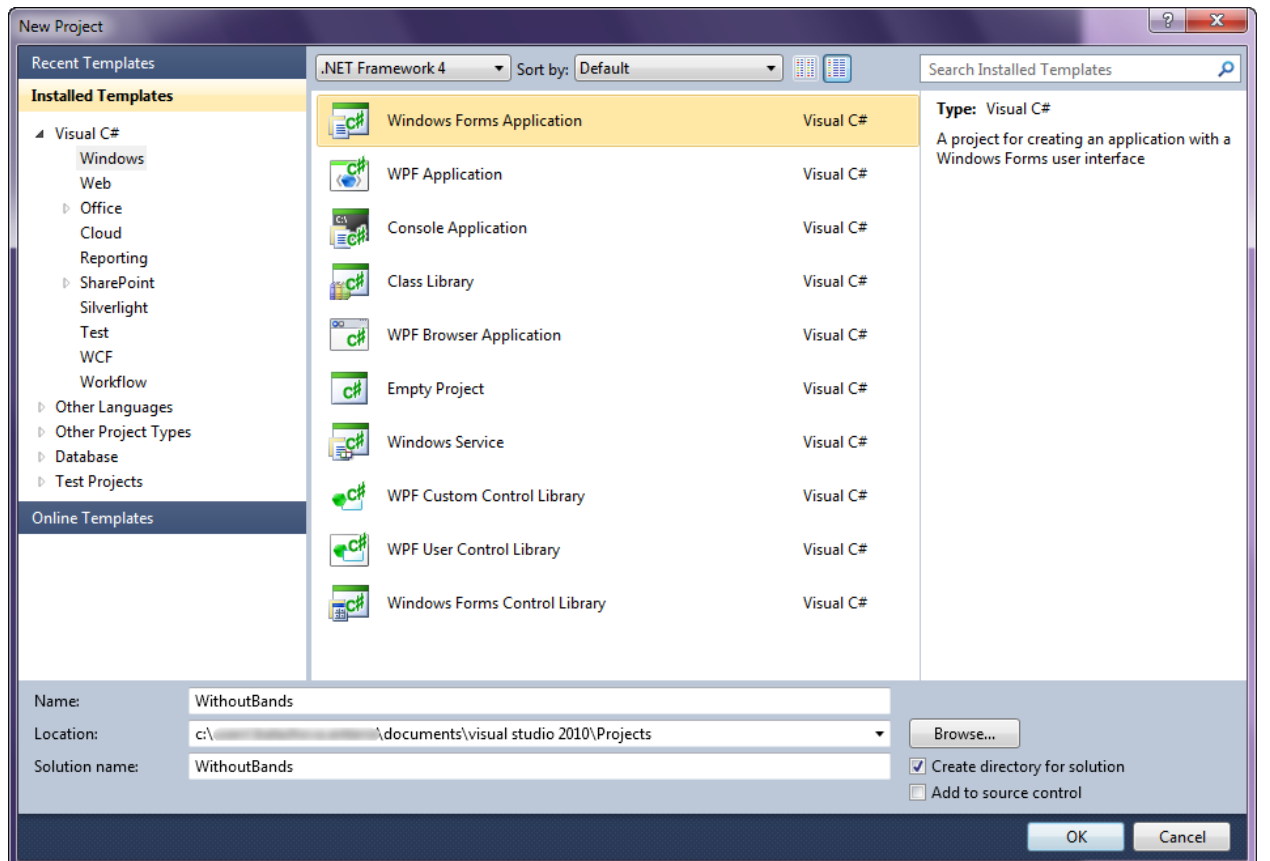 New Project
Recent Templates
Installed Templates
Visual C#
Windows
Web
Office
Cloud
Reporting
SharePoint
Silverlight
Test
WCF
Workflow
Other Languages
Other Project Types
Database
Test Projects
Online Templates
.NET Framework 4 Sort by: Default
Windows Forms Application Visual C#
WPF Application Visual C#
Console Application Visual C#
Class Library Visual C#
WPF Browser Application Visual C#
Empty Project Visual C#
Windows Service Visual C#
WPF Custom Control Library Visual C#
WPF User Control Library Visual C#
Windows Forms Control Library Visual C#
Search Installed Templates
Type: Visual C#
A project for creating an application with a
Windows Forms user interface
Name: WithoutBands
Location: c:\ \documents\visual studio 2010\Projects Browse...
Solution name: WithoutBands
Create directory for solution
Add to source control
OK Cancel